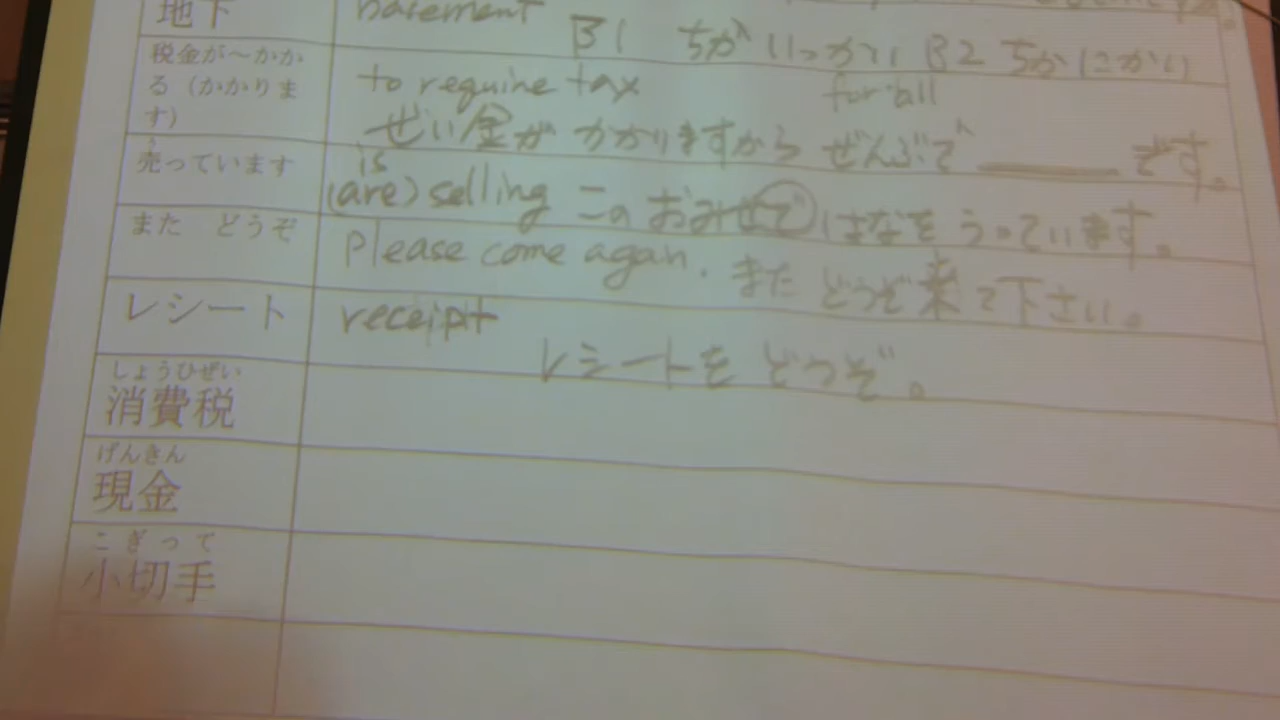 地下 basement B1 ちかいっかい B2 ちかにかい
税金が〜かか to require tax for all
る（かかりま
す） ぜい金が かかりますから ぜんぶで ______ です。
う
売っています is
(are) selling このおみせで はなを うっています。
また どうぞ Please come again. また どうぞ来て下さい。
レシート receipt
レシートを どうぞ。
しょうひぜい
消費税
げんきん
現金
こぎって
小切手